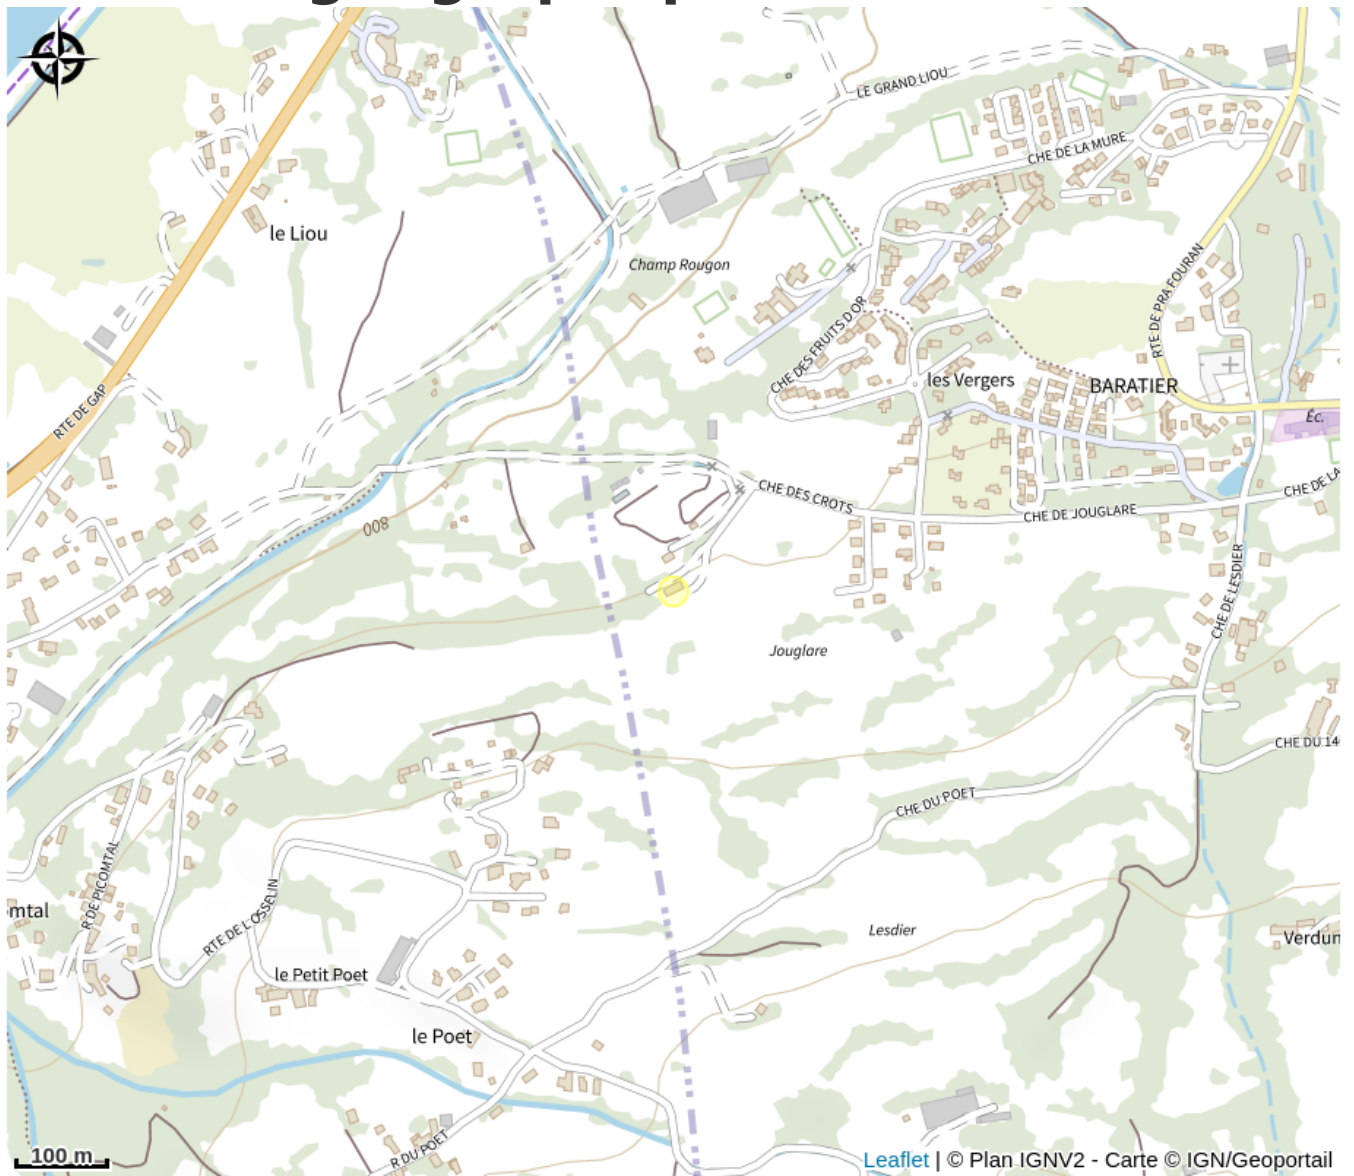 LE GRAND LIOU
CHE DE LA MURE
le Liou
Champ Rougon
RTE DE PRA FOURAN
CHE DES FRUITS D OR
les Vergers
BARATIER
RTE DE GAP
Éc.
CHE DES CROTS
CHE DE LA
CHE DE JOUGLARE
800
CHE DE LESDIER
Jouglare
CHE DU 14
CHE DU POET
R DE PICOMTAL
omtal
RTE DE L OSSELIN
Lesdier
Verdun
le Petit Poet
le Poet
R DU POET
100 m
Leaflet | © Plan IGNV2 - Carte © IGN/Geoportail